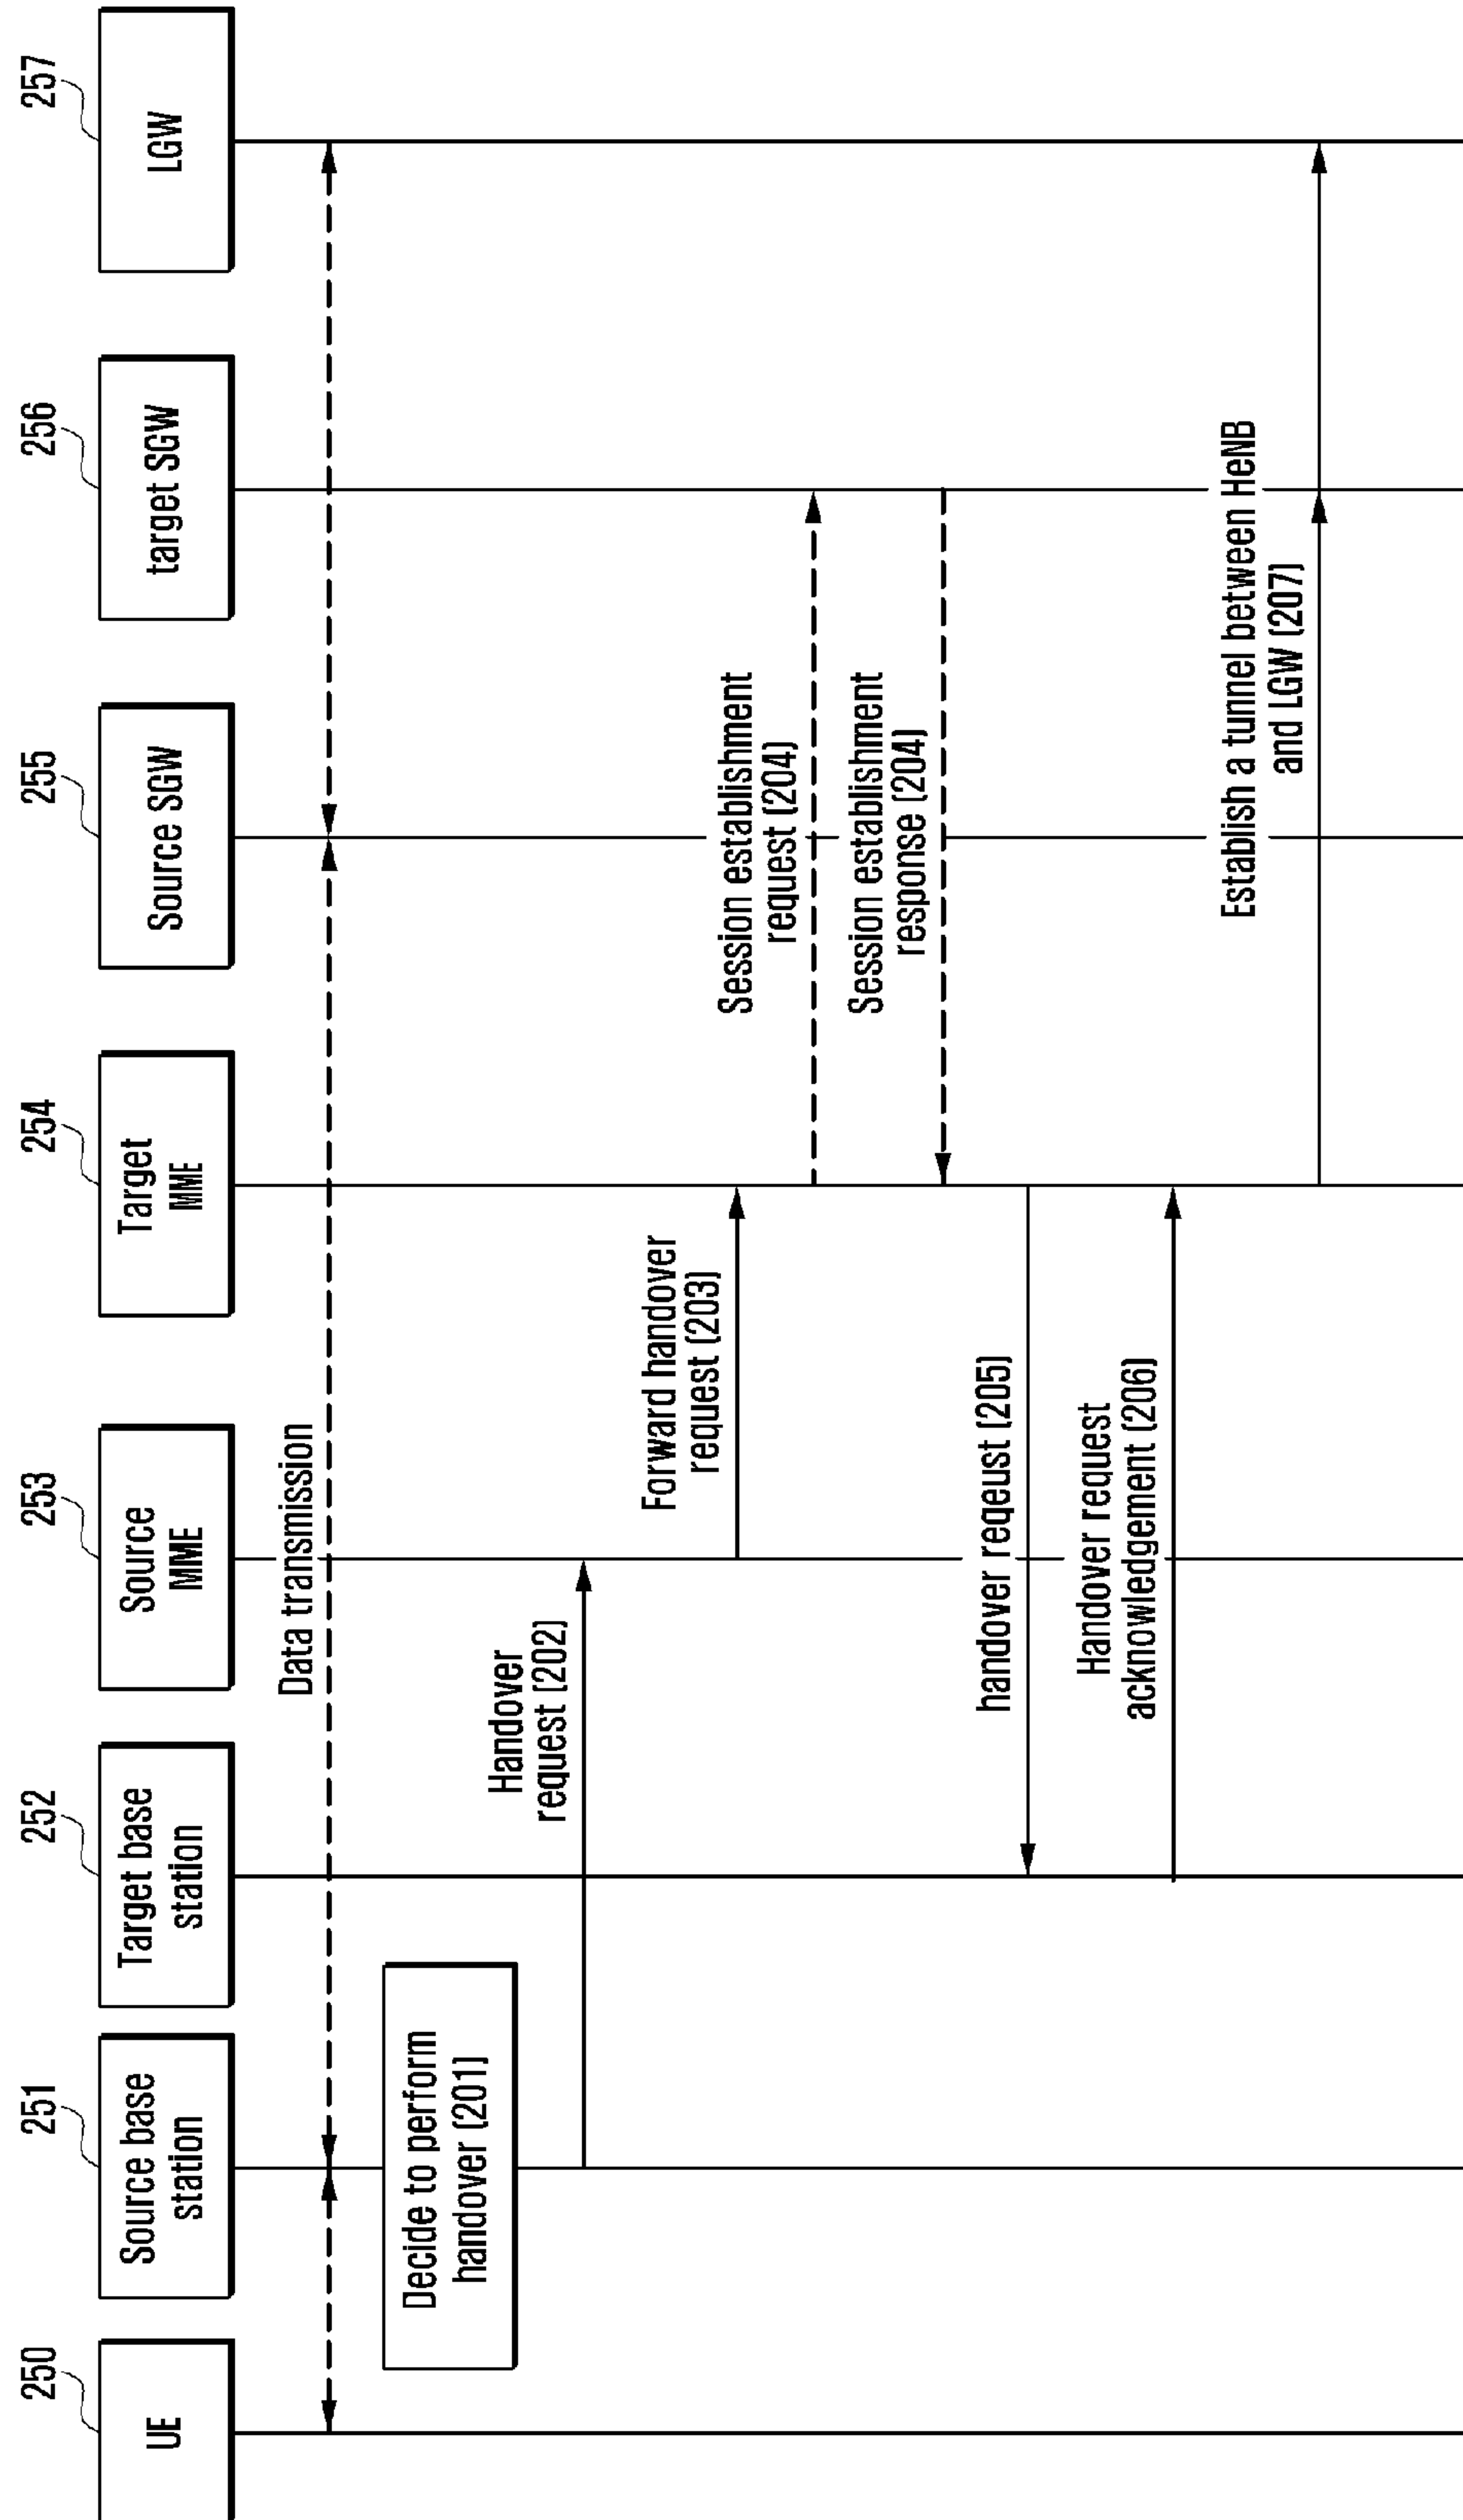 250
251
252
253
254
255
256
257
UE
Source base
station
Target base
station
Source
MME
Target
MME
Source SGW
target SGW
LGW
Data transmission
Decide to perform
handover (201)
Handover
request (202)
Forward handover
request (203)
Session establishment
request (204)
Session establishment
response (204)
handover reqeust (205)
Handover request
acknowledgement (206)
Establish a tunnel between HeNB
and LGW (207)